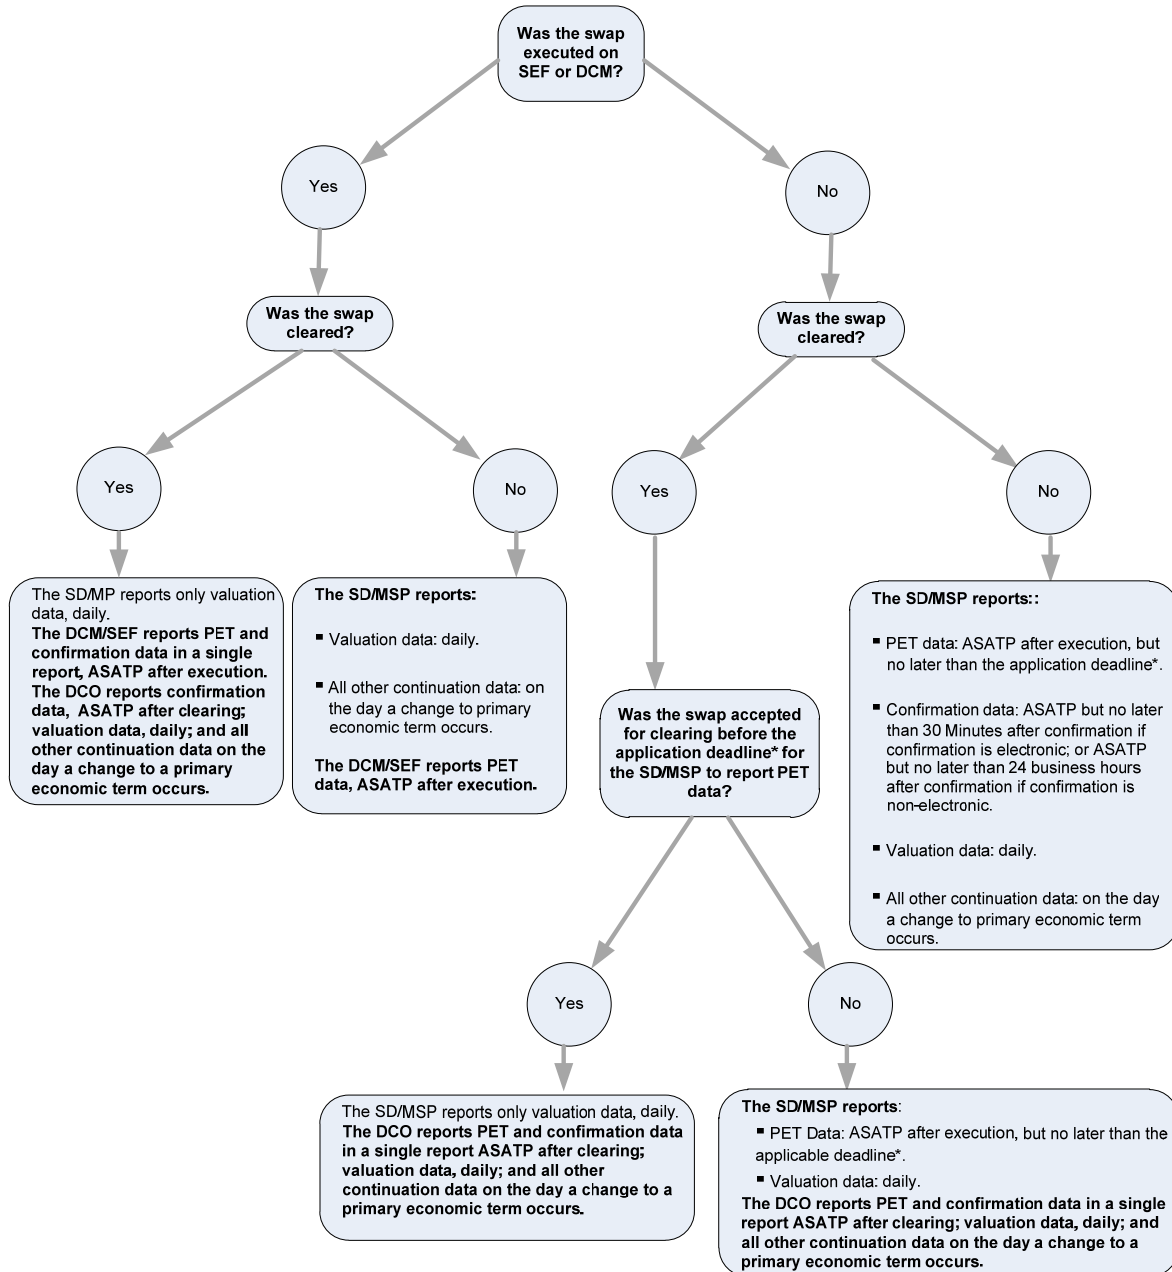 Was the swap
executed on
SEF or DCM?
Yes
No
Was the swap
cleared?
Was the swap
cleared?
Yes
No
Yes
No
The SD/MP reports only valuation
data, daily.
The DCM/SEF reports PET and
confirmation data in a single
report, ASATP after execution.
The DCO reports confirmation
data, ASATP after clearing;
valuation data, daily; and all
other continuation data on the
day a change to a primary
economic term occurs.
The SD/MSP reports:
▪ Valuation data: daily.
▪ All other continuation data: on
the day a change to primary
economic term occurs.
The DCM/SEF reports PET
data, ASATP after execution.
Was the swap accepted
for clearing before the
application deadline* for
the SD/MSP to report PET
data?
The SD/MSP reports::
▪ PET data: ASATP after execution, but
no later than the application deadline*.
▪ Confirmation data: ASATP but no later
than 30 Minutes after confirmation if
confirmation is electronic; or ASATP
but no later than 24 business hours
after confirmation if confirmation is
non-electronic.
▪ Valuation data: daily.
▪ All other continuation data: on the day
a change to primary economic term
occurs.
Yes
No
The SD/MSP reports only valuation data, daily.
The DCO reports PET and confirmation data
in a single report ASATP after clearing;
valuation data, daily; and all other
continuation data on the day a change to a
primary economic term occurs.
The SD/MSP reports:
▪ PET Data: ASATP after execution, but no later than the
applicable deadline*.
▪ Valuation data: daily.
The DCO reports PET and confirmation data in a single
report ASATP after clearing; valuation data, daily; and
all other continuation data on the day a change to a
primary economic term occurs.